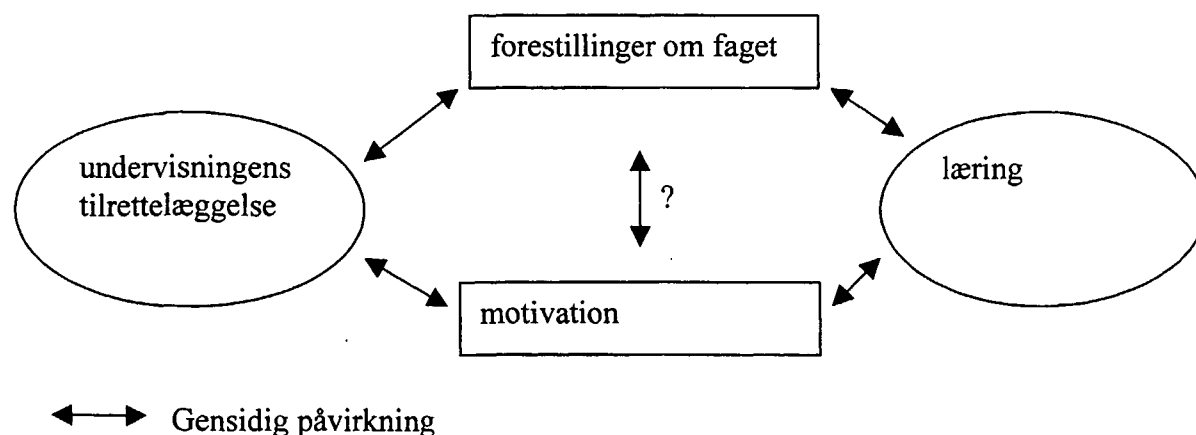 forestillinger om faget
undervisningens
tilrettelæggelse
læring
?
motivation
Gensidig påvirkning